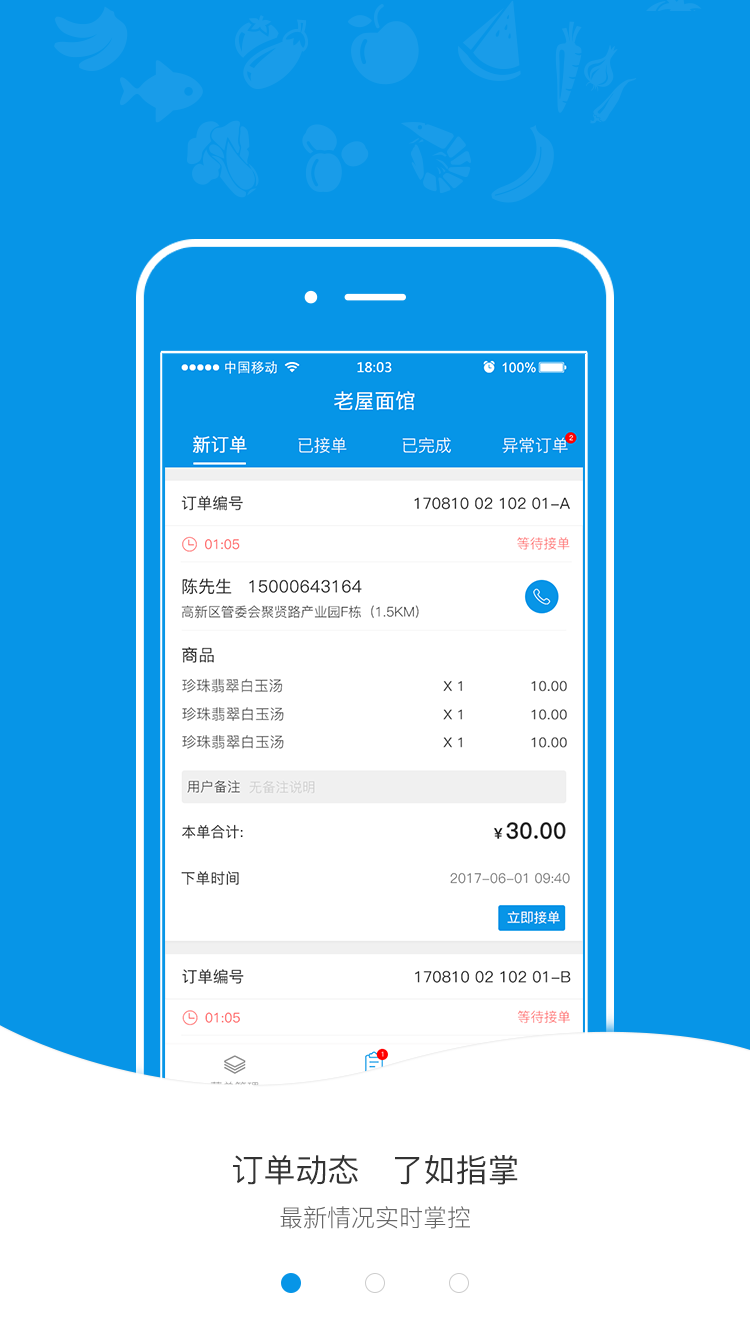 中国移动 18:03 100%
老屋面馆
新订单 已接单 已完成 异常订单 2
订单编号 170810 02 102 01-A
01:05 等待接单
陈先生 15000643164
高新区管委会聚贤路产业园F栋（1.5KM）
商品
珍珠翡翠白玉汤 X 1 10.00
珍珠翡翠白玉汤 X 1 10.00
珍珠翡翠白玉汤 X 1 10.00
用户备注 无备注说明
本单合计: ¥30.00
下单时间 2017-06-01 09:40
立即接单
订单编号 170810 02 102 01-B
01:05 等待接单
1
订单动态 了如指掌
最新情况实时掌控